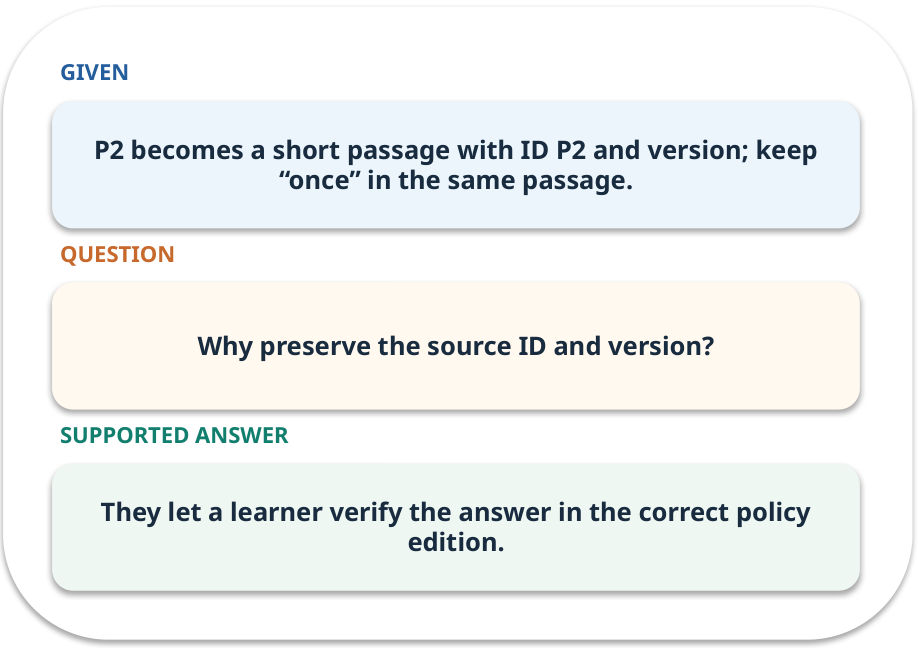 GIVEN
P2 becomes a short passage with ID P2 and version; keep
“once” in the same passage.
QUESTION
Why preserve the source ID and version?
SUPPORTED ANSWER
They let a learner verify the answer in the correct policy
edition.